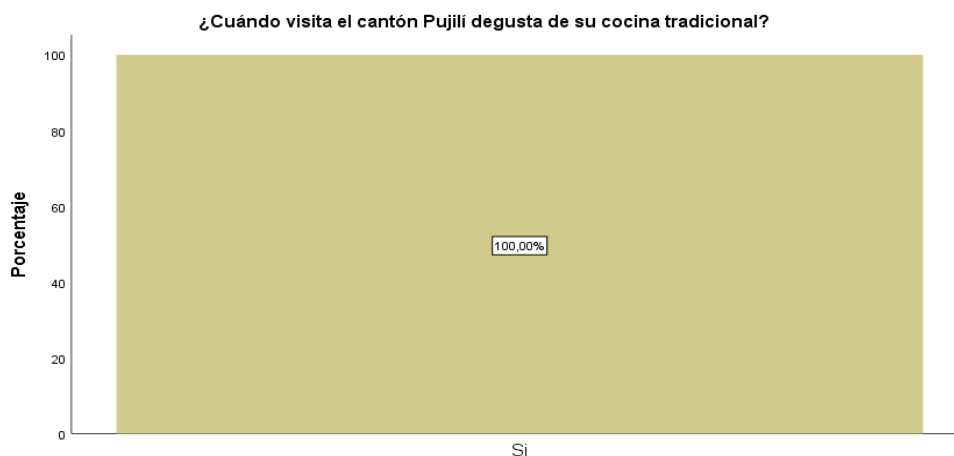 ¿Cuándo visita el cantón Pujilí degusta de su cocina tradicional?
100
80
60
40
20
0
Porcentaje
100,00%
Si